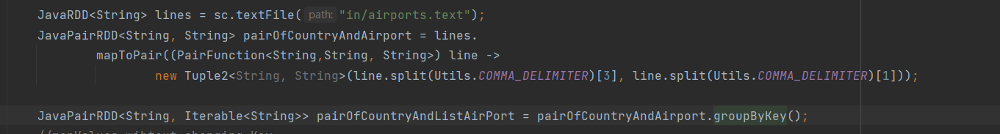 JavaRDD<String> lines = sc.textFile( path: "in/airports.text");
JavaPairRDD<String, String> pairOfCountryAndAirport = lines.
mapToPair((PairFunction<String,String, String>) line ->
new Tuple2<String, String>(line.split(Utils.COMMA_DELIMITER)[3], line.split(Utils.COMMA_DELIMITER)[1]));
JavaPairRDD<String, Iterable<String>> pairOfCountryAndListAirPort = pairOfCountryAndAirport.groupByKey();